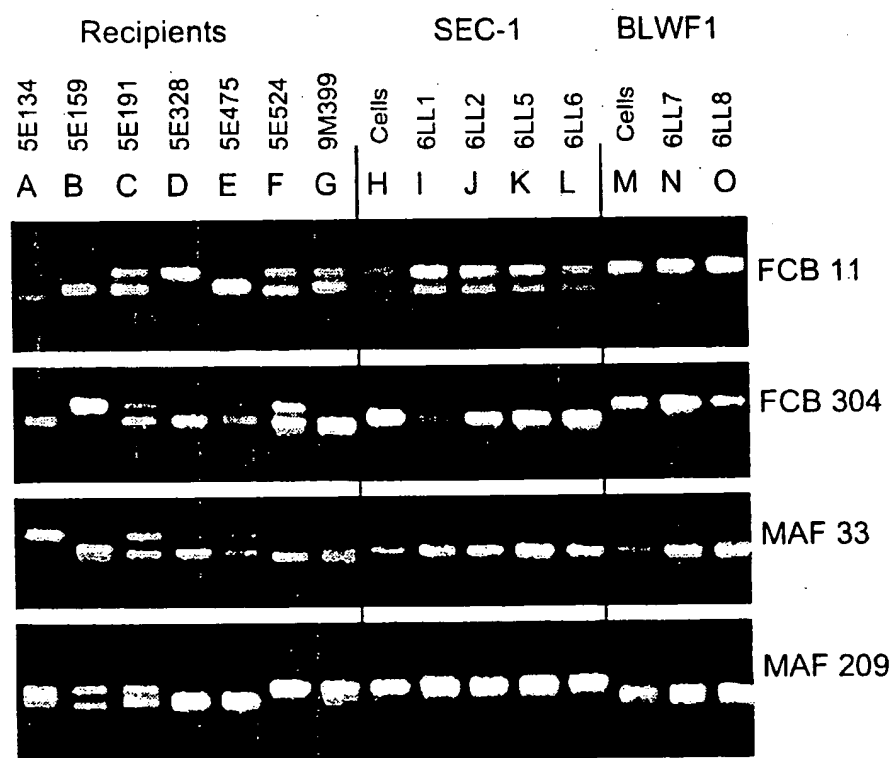 Recipients SEC-1 BLWF1
5E134 5E159 5E191 5E328 5E475 5E524 9M399 Cells 6LL1 6LL2 6LL5 6LL6 Cells 6LL7 6LL8
A B C D E F G H I J K L M N O
FCB 11
FCB 304
MAF 33
MAF 209